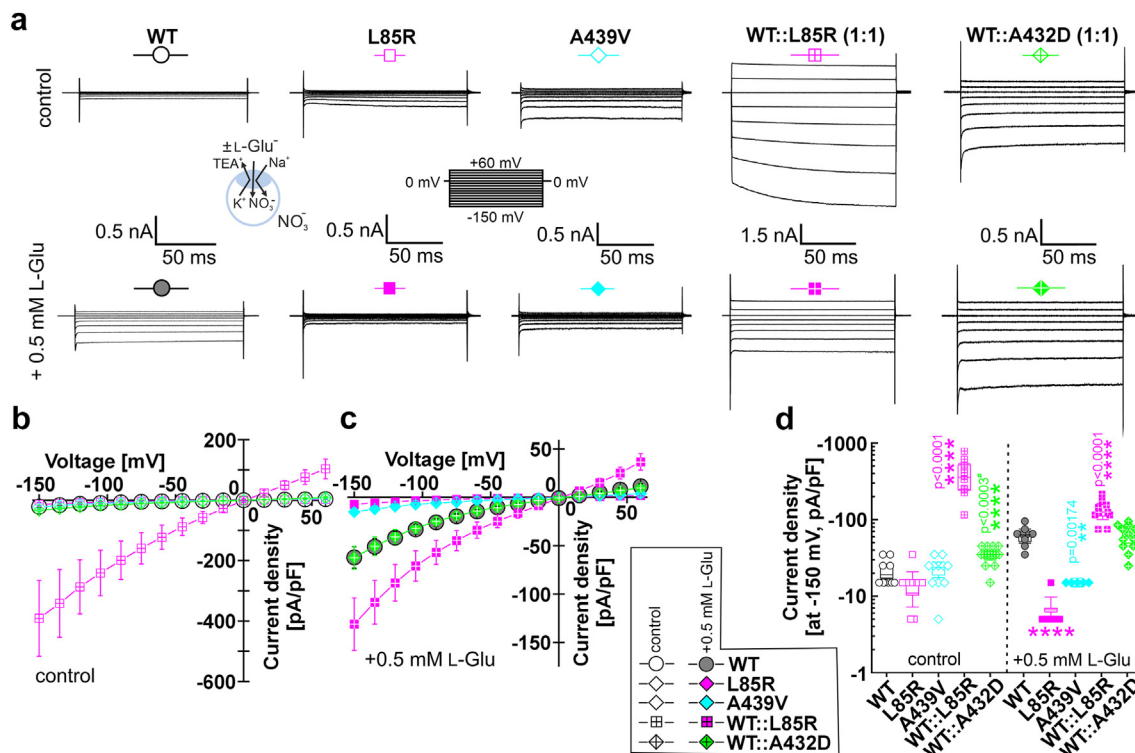 a
WT
L85R
A439V
WT::L85R (1:1)
WT::A432D (1:1)
control
±L-Glu⁻
TEA⁺
Na⁺
K⁺
NO₃⁻
NO₃⁻
+60 mV
0 mV
0 mV
-150 mV
0.5 nA
50 ms
0.5 nA
50 ms
0.5 nA
50 ms
1.5 nA
50 ms
0.5 nA
50 ms
+ 0.5 mM L-Glu
b
Voltage [mV]
-150
-100
-50
0
50
200
100
-200
-400
-600
Current density
[pA/pF]
control
c
Voltage [mV]
-150
-100
-50
0
50
50
-50
-100
-150
Current density
[pA/pF]
+0.5 mM L-Glu
control
+0.5 mM L-Glu
WT
L85R
A439V
WT::L85R
WT::A432D
d
Current density
[at -150 mV, pA/pF]
-1000
-100
-10
-1
p<0.0001
****
p<0.0003
****
****
p=0.00174
**
p<0.0001
****
control
+0.5 mM L-Glu
WT
L85R
A439V
WT::L85R
WT::A432D
WT
L85R
A439V
WT::L85R
WT::A432D